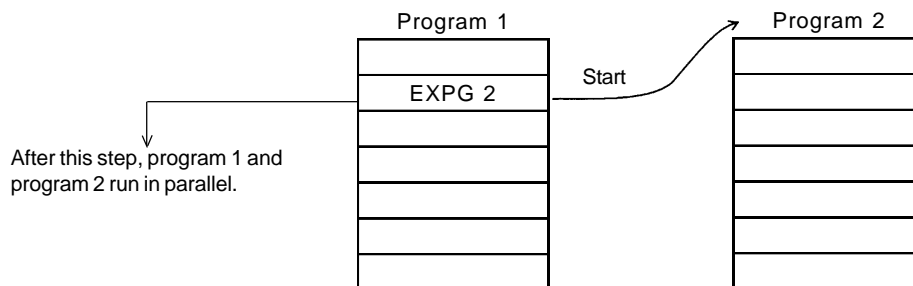 Program 1
Program 2
Start
EXPG 2
After this step, program 1 and
program 2 run in parallel.